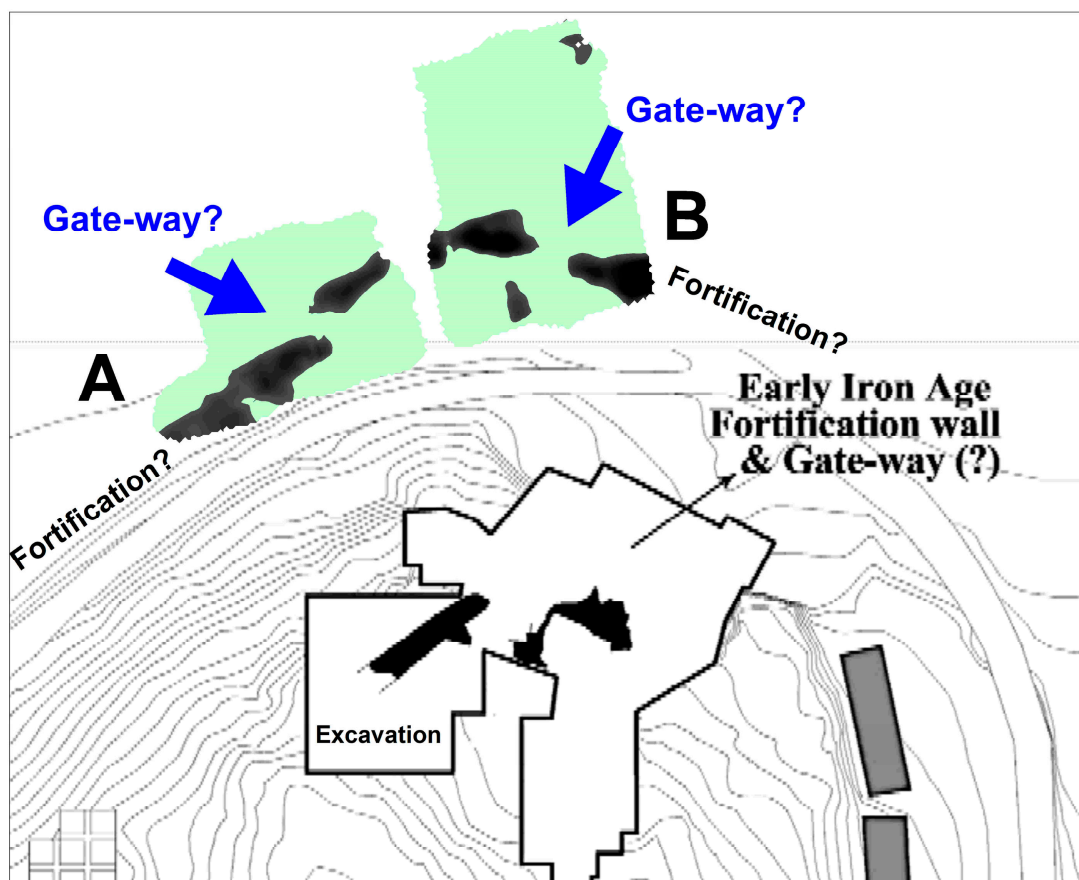 Gate-way?
Gate-way?
B
Fortification?
A
Early Iron Age
Fortification wall
& Gate-way (?)
Fortification?
Excavation